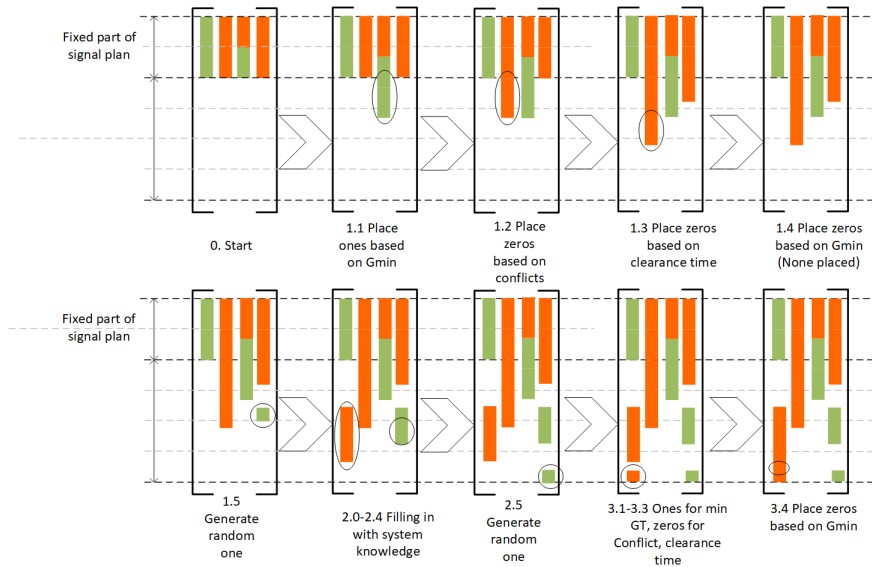 Fixed part of
signal plan
0. Start
1.1 Place
ones based
on Gmin
1.2 Place
zeros
based on
conflicts
1.3 Place zeros
based on
clearance time
1.4 Place zeros
based on Gmin
(None placed)
Fixed part of
signal plan
1.5
Generate
random
one
2.0-2.4 Filling in
with system
knowledge
2.5
Generate
random
one
3.1-3.3 Ones for min
GT, zeros for
Conflict, clearance
time
3.4 Place zeros
based on Gmin